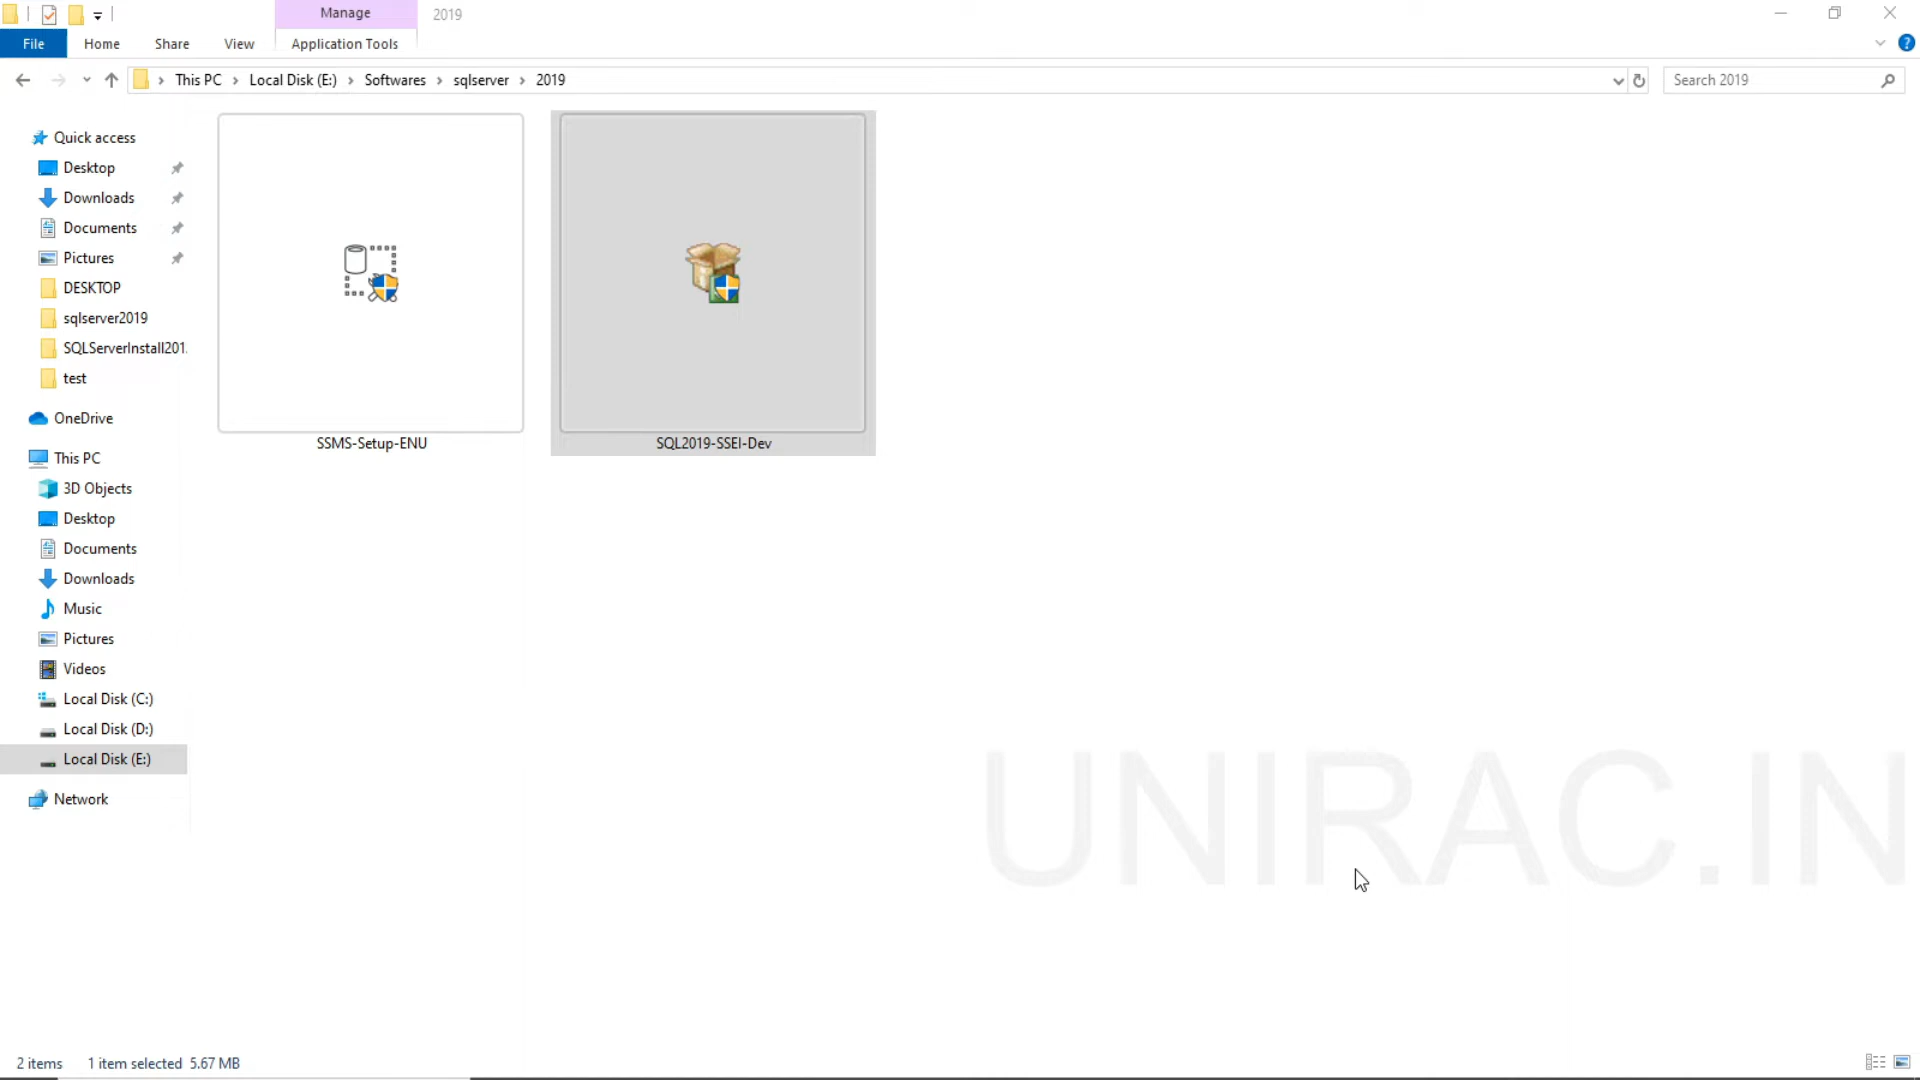 Manage
2019
File
Home
Share
View
Application Tools
This PC
Local Disk (E:)
Softwares
sqlserver
2019
Search 2019
Quick access
Desktop
Downloads
Documents
Pictures
DESKTOP
sqlserver2019
SQLServerInstall201
test
OneDrive
This PC
3D Objects
Desktop
Documents
Downloads
Music
Pictures
Videos
Local Disk (C:)
Local Disk (D:)
Local Disk (E:)
Network
SSMS-Setup-ENU
SQL2019-SSEI-Dev
UNIRAC.IN
2 items 1 item selected 5.67 MB